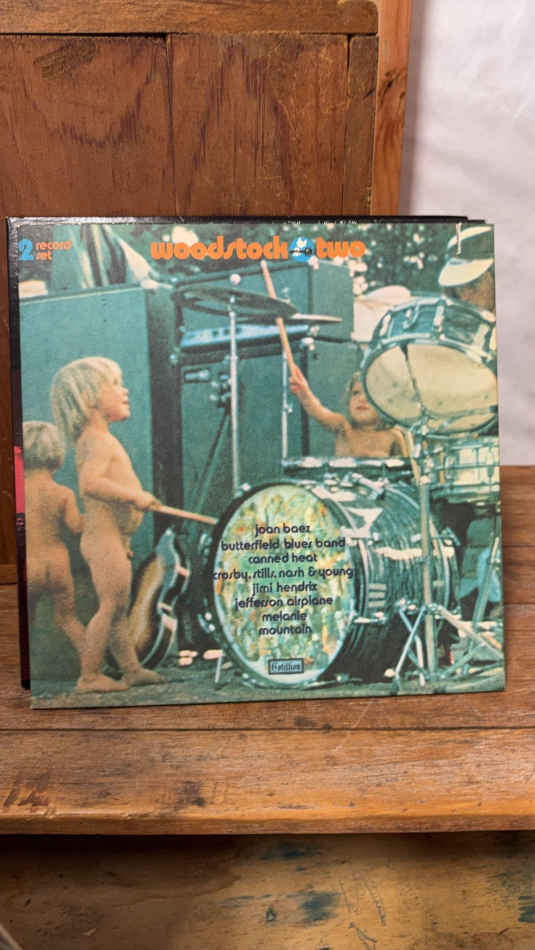 2 record
set
woodstock two
joan baez
butterfield blues band
canned heat
crosby, stills, nash & young
jimi hendrix
jefferson airplane
melanie
mountain
Cotillion